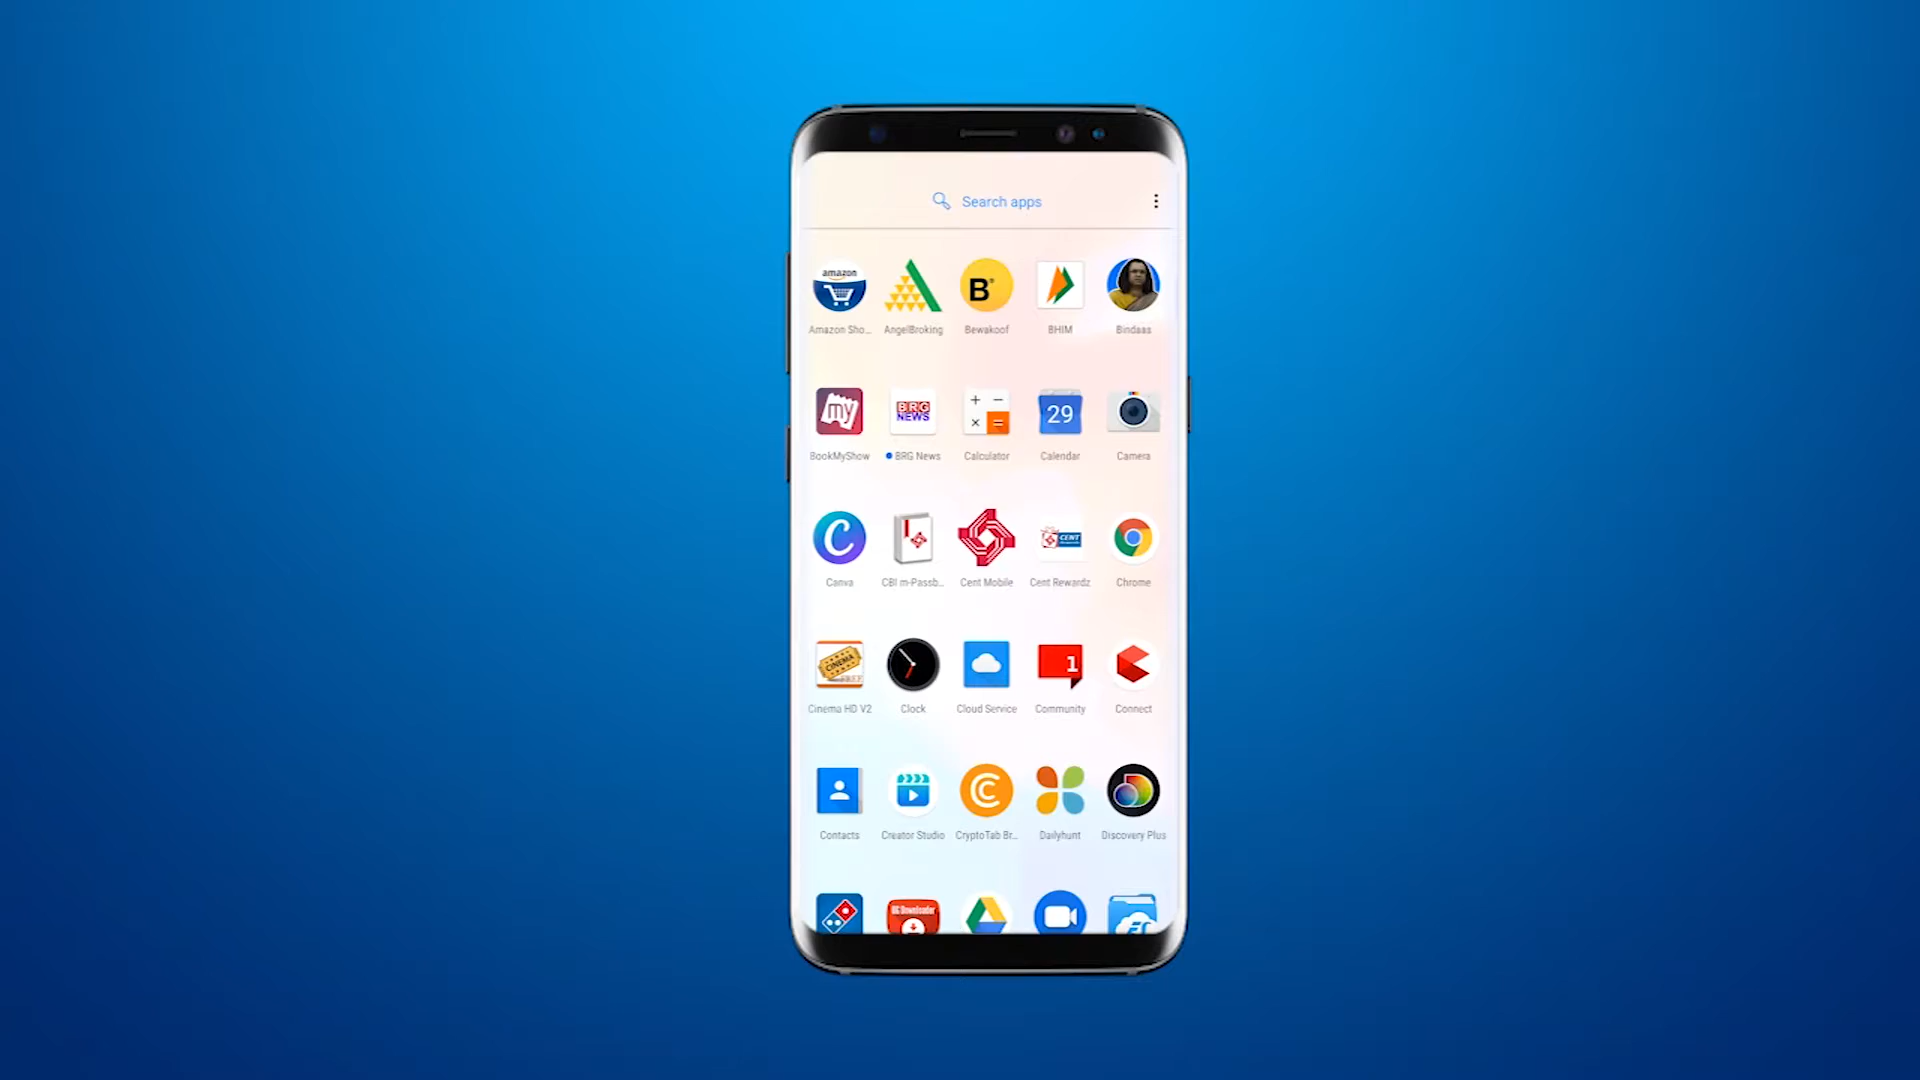 Search apps
amazon
B
Amazon Sho...
AngelBroking
Bewakoof
BHIM
Bindaas
my
BRG
NEWS
29
BookMyShow
BRG News
Calculator
Calendar
Camera
C
CENT
Canva
CBI m-Passb...
Cent Mobile
Cent Rewardz
Chrome
CINEMA
1
Cinema HD V2
Clock
Cloud Service
Community
Connect
Contacts
Creator Studio
CryptoTab Br...
Dailyhunt
Discovery Plus